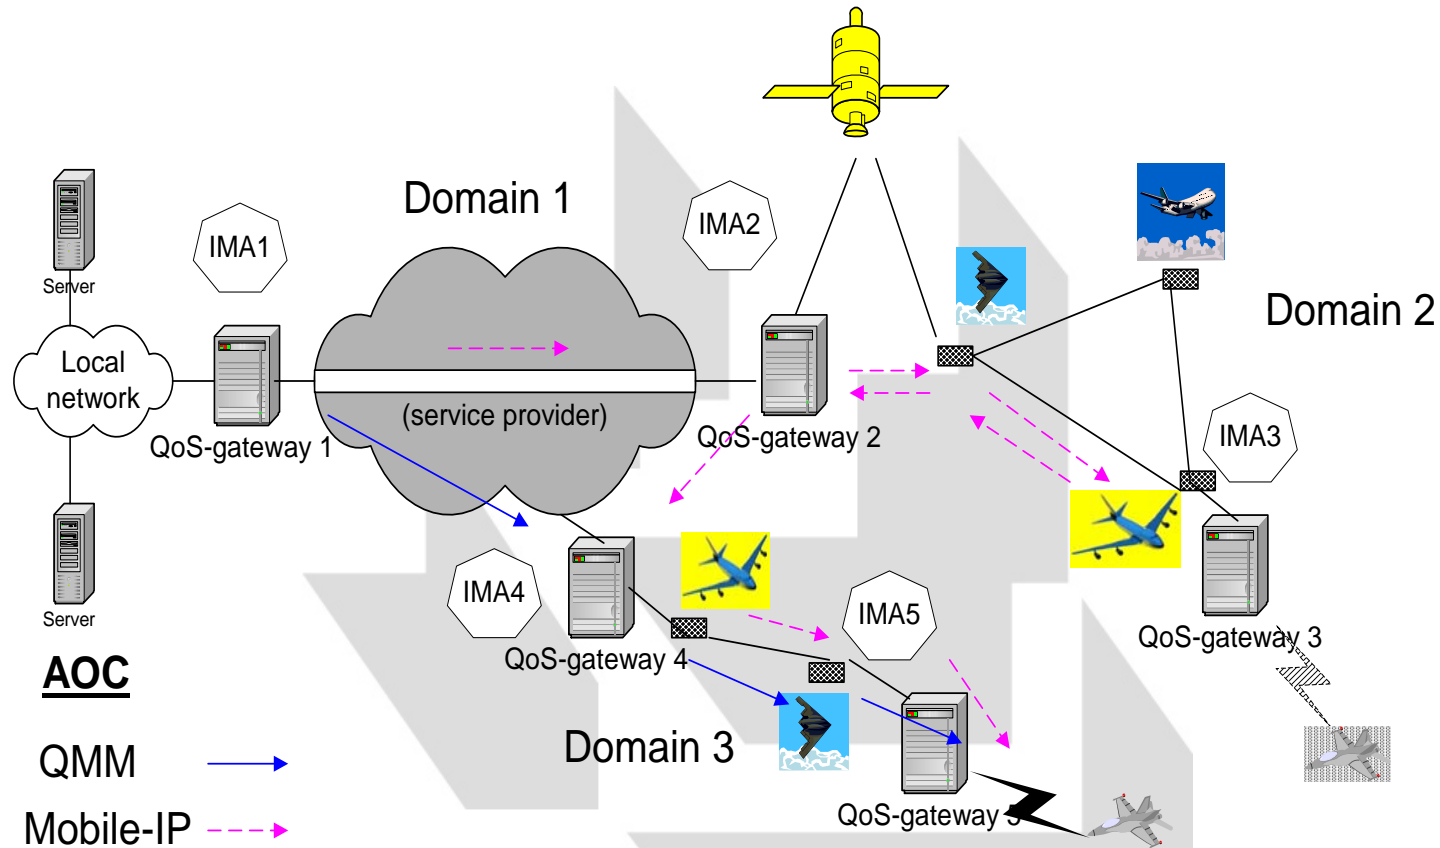 Domain 1
IMA1
IMA2
Server
Domain 2
Local
network
(service provider)
QoS-gateway 1
QoS-gateway 2
IMA3
IMA4
IMA5
Server
QoS-gateway 3
QoS-gateway 4
AOC
Domain 3
QMM
QoS-gateway 5
Mobile-IP